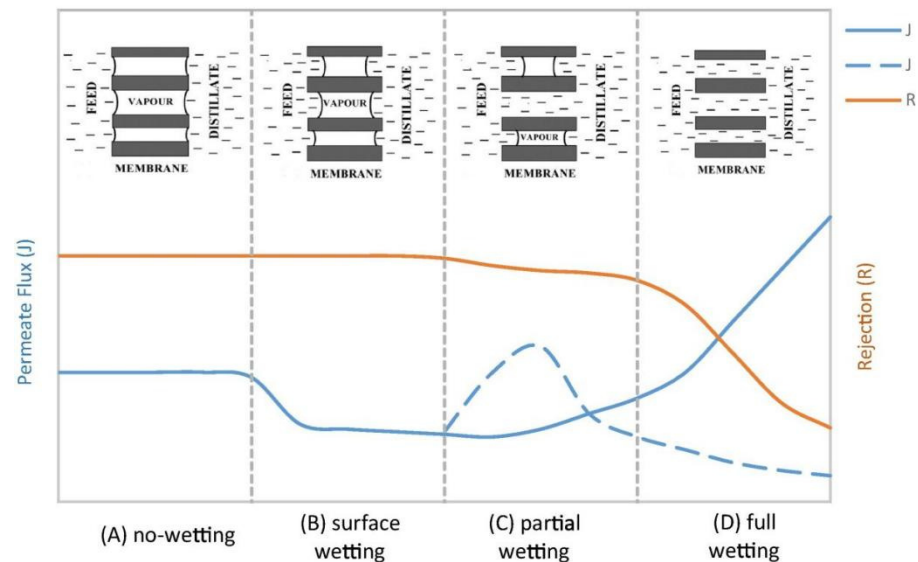 FEED
VAPOUR
DISTILLATE
MEMBRANE
FEED
VAPOUR
DISTILLATE
MEMBRANE
FEED
VAPOUR
DISTILLATE
MEMBRANE
FEED
DISTILLATE
MEMBRANE
J
J
R
Permeate Flux (J)
Rejection (R)
(A) no-wetting
(B) surface
wetting
(C) partial
wetting
(D) full
wetting